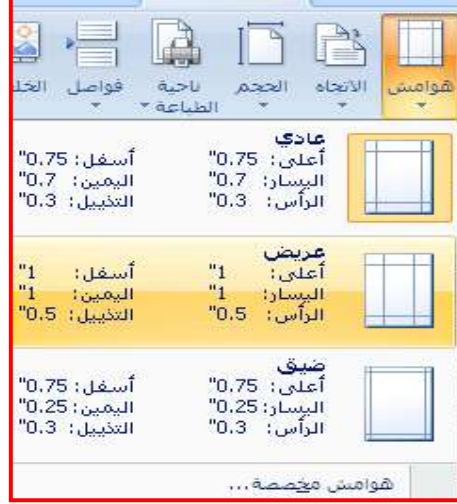 هوامش الاتجاه الحجم ناحية الطباعة فواصل
عادي
أعلى: 0.75" أسفل: 0.75"
اليسار: 0.7" اليمين: 0.7"
الرأس: 0.3" التذييل: 0.3"
عريض
أعلى: 1" أسفل: 1"
اليسار: 1" اليمين: 1"
الرأس: 0.5" التذييل: 0.5"
ضيق
أعلى: 0.75" أسفل: 0.75"
اليسار: 0.25" اليمين: 0.25"
الرأس: 0.3" التذييل: 0.3"
هوامش مخصصة...